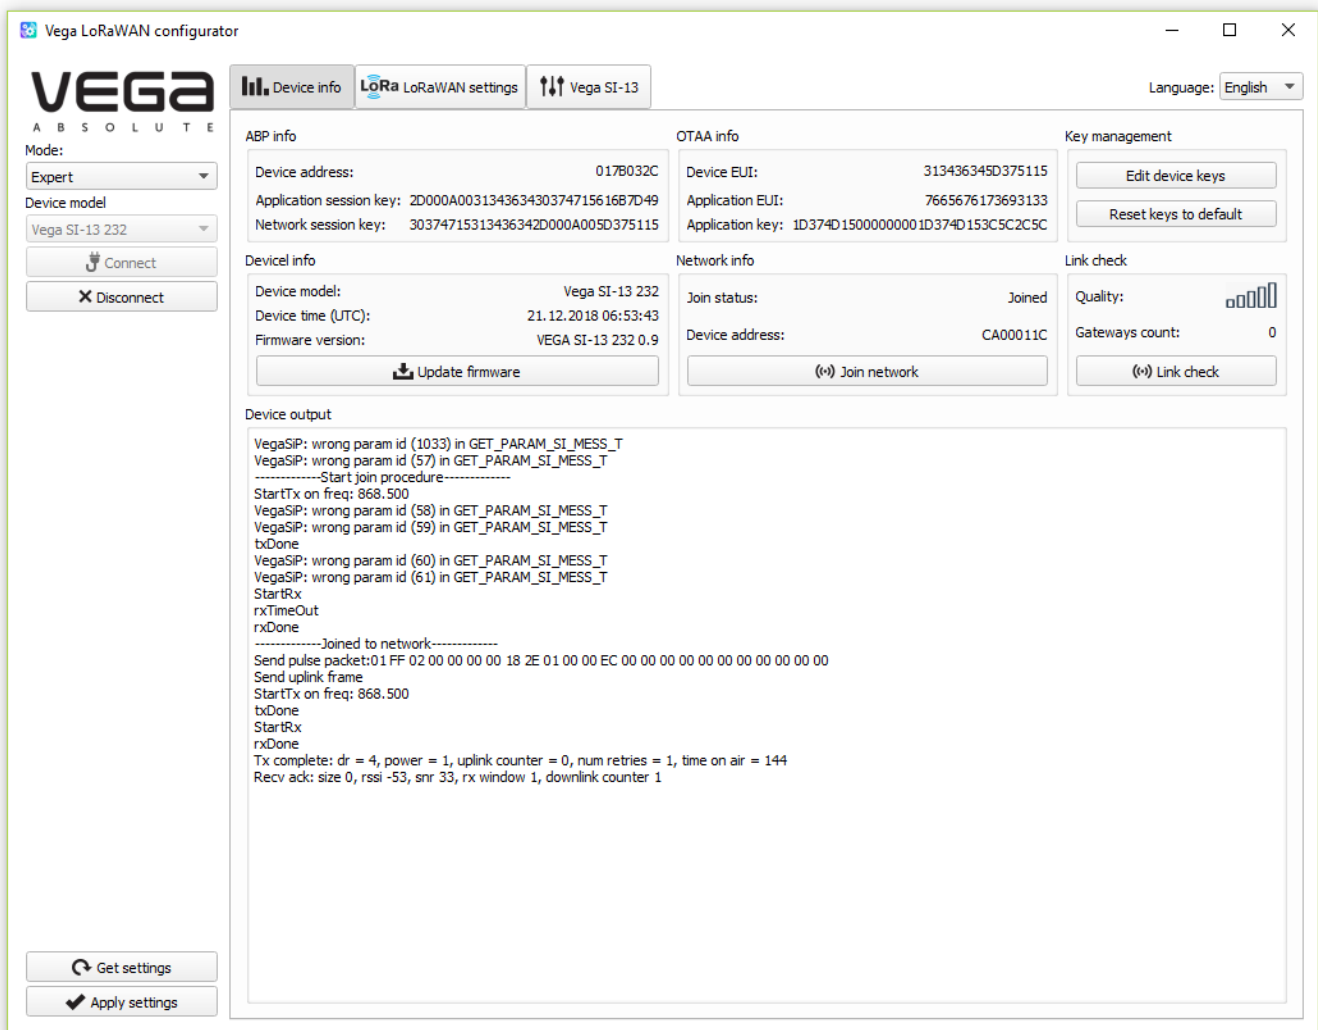 Vega LoRaWAN configurator
VEGA
ABSOLUTE
Mode:
Expert
Device model
Vega SI-13 232
Connect
Disconnect
Get settings
Apply settings
Device info
LoRa LoRaWAN settings
Vega SI-13
Language: English
ABP info
Device address: 017B032C
Application session key: 2D000A003134363434303747156​16B7D49
Network session key: 30374715313436342D000A005D375115
OTAA info
Device EUI: 313436345D375115
Application EUI: 7665676173693133
Application key: 1D374D15000000001D374D153C5C2C5C
Key management
Edit device keys
Reset keys to default
Devicel info
Device model: Vega SI-13 232
Device time (UTC): 21.12.2018 06:53:43
Firmware version: VEGA SI-13 232 0.9
Update firmware
Network info
Join status: Joined
Device address: CA00011C
Join network
Link check
Quality:
Gateways count: 0
Link check
Device output
VegaSiP: wrong param id (1033) in GET_PARAM_SI_MESS_T
VegaSiP: wrong param id (57) in GET_PARAM_SI_MESS_T
-------------Start join procedure-------------
StartTx on freq: 868.500
VegaSiP: wrong param id (58) in GET_PARAM_SI_MESS_T
VegaSiP: wrong param id (59) in GET_PARAM_SI_MESS_T
txDone
VegaSiP: wrong param id (60) in GET_PARAM_SI_MESS_T
VegaSiP: wrong param id (61) in GET_PARAM_SI_MESS_T
StartRx
rxTimeOut
rxDone
-------------Joined to network-------------
Send pulse packet:01 FF 02 00 00 00 00 18 2E 01 00 00 EC 00 00 00 00 00 00 00 00 00 00 00
Send uplink frame
StartTx on freq: 868.500
txDone
StartRx
rxDone
Tx complete: dr = 4, power = 1, uplink counter = 0, num retries = 1, time on air = 144
Recv ack: size 0, rssi -53, snr 33, rx window 1, downlink counter 1